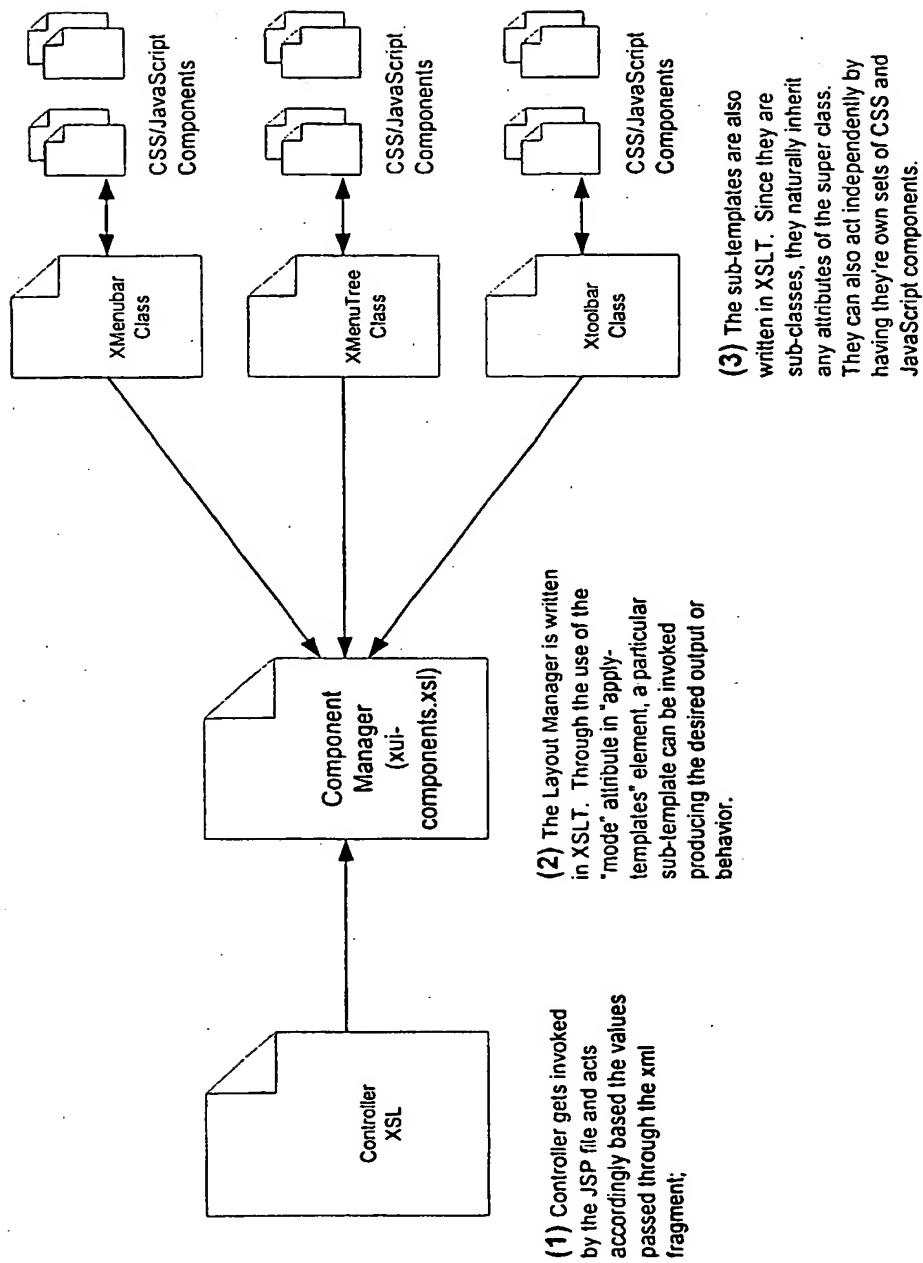 Controller
XSL
(1) Controller gets invoked
by the JSP file and acts
accordingly based the values
passed through the xml
fragment;
Component
Manager
(xui-
components.xsl)
(2) The Layout Manager is written
in XSLT. Through the use of the
"mode" attribute in "apply-
templates" element, a particular
sub-template can be invoked
producing the desired output or
behavior.
XMenubar
Class
CSS/JavaScript
Components
XMenuTree
Class
CSS/JavaScript
Components
Xtoolbar
Class
CSS/JavaScript
Components
(3) The sub-templates are also
written in XSLT. Since they are
sub-classes, they naturally inherit
any attributes of the super class.
They can also act independently by
having they're own sets of CSS and
JavaScript components.